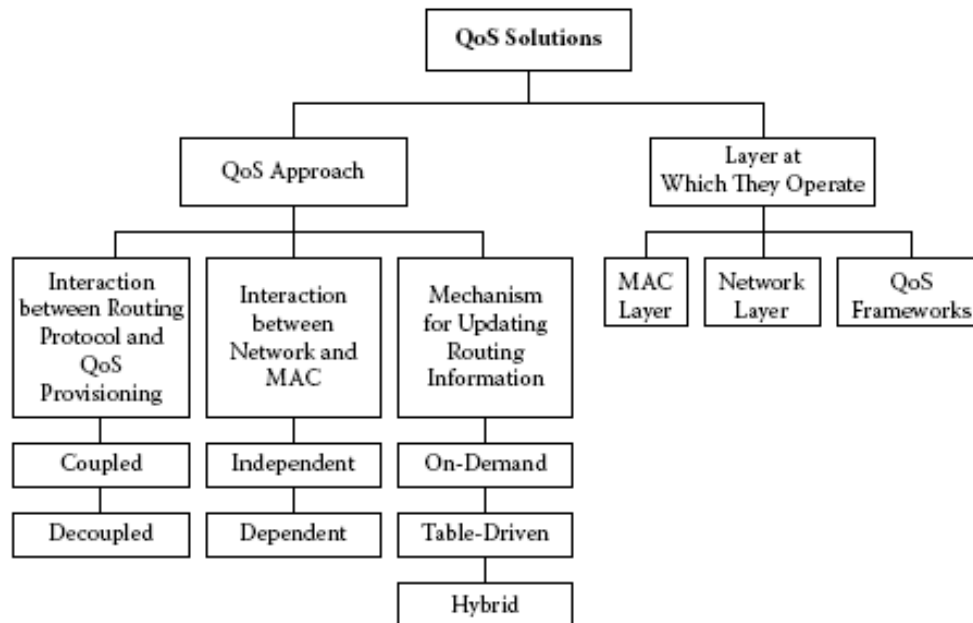 QoS Solutions
QoS Approach
Layer at
Which They Operate
Interaction
between Routing
Protocol and
QoS
Provisioning
Interaction
between
Network and
MAC
Mechanism
for Updating
Routing
Information
MAC
Layer
Network
Layer
QoS
Frameworks
Coupled
Independent
On-Demand
Decoupled
Dependent
Table-Driven
Hybrid